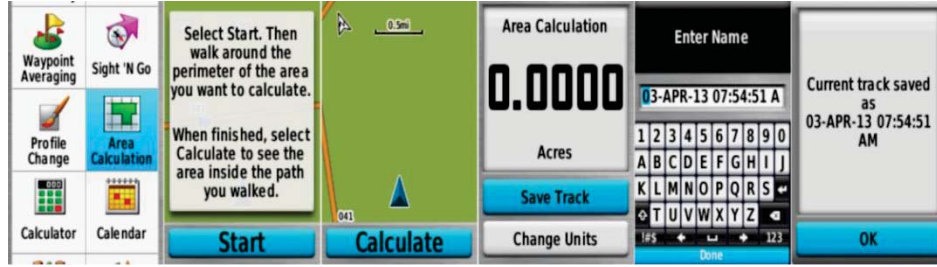 Waypoint
Averaging
Sight 'N Go
Profile
Change
Area
Calculation
Calculator
Calendar
Select Start. Then
walk around the
perimeter of the area
you want to calculate.
When finished, select
Calculate to see the
area inside the path
you walked.
Start
0.5mi
041
Calculate
Area Calculation
0.0000
Acres
Save Track
Change Units
Enter Name
03-APR-13 07:54:51 A
1 2 3 4 5 6 7 8 9 0
A B C D E F G H I J
K L M N O P Q R S
T U V W X Y Z
!#$ 123
Done
Current track saved
as
03-APR-13 07:54:51
AM
OK